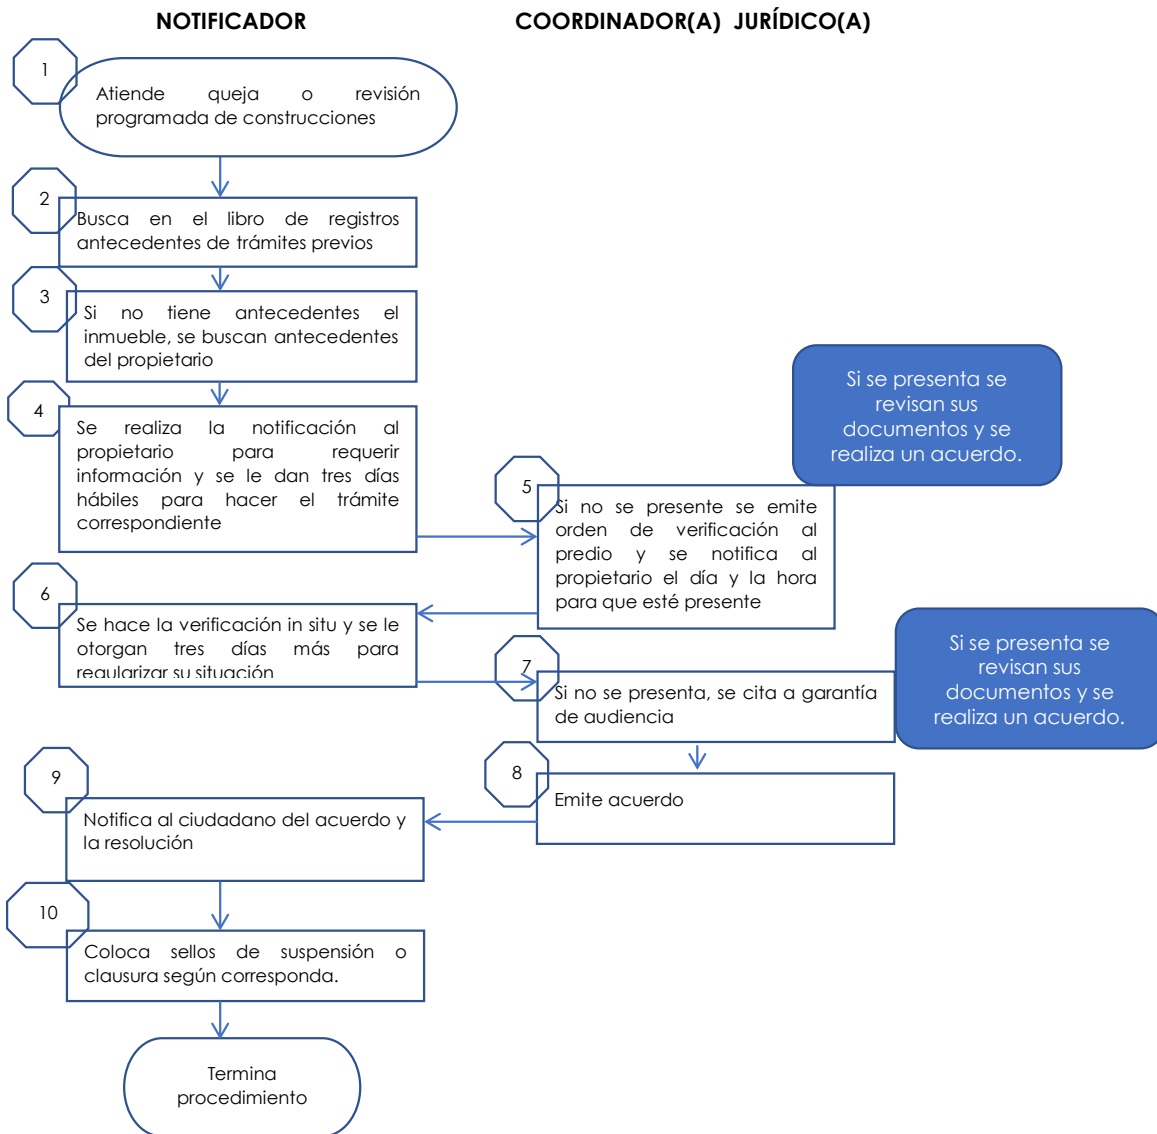 NOTIFICADOR
COORDINADOR(A) JURÍDICO(A)
1
Atiende queja o revisión
programada de construcciones
2
Busca en el libro de registros
antecedentes de trámites previos
3
Si no tiene antecedentes el
inmueble, se buscan antecedentes
del propietario
4
Se realiza la notificación al
propietario para requerir
información y se le dan tres días
hábiles para hacer el trámite
correspondiente
Si se presenta se
revisan sus
documentos y se
realiza un acuerdo.
5
Si no se presente se emite
orden de verificación al
predio y se notifica al
propietario el día y la hora
para que esté presente
6
Se hace la verificación in situ y se le
otorgan tres días más para
regularizar su situación
Si se presenta se
revisan sus
documentos y se
realiza un acuerdo.
7
Si no se presenta, se cita a garantía
de audiencia
8
Emite acuerdo
9
Notifica al ciudadano del acuerdo y
la resolución
10
Coloca sellos de suspensión o
clausura según corresponda.
Termina
procedimiento